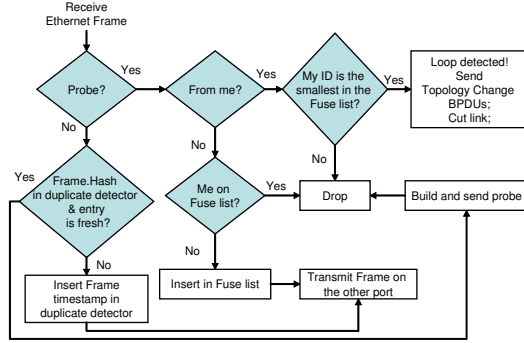 Receive
Ethernet Frame
Probe?
Yes
From me?
Yes
My ID is the
smallest in the
Fuse list?
Yes
Loop detected!
Send
Topology Change
BPDUs;
Cut link;
No
No
No
Yes
Frame.Hash
in duplicate detector
& entry
is fresh?
Me on
Fuse list?
Yes
Drop
Build and send probe
No
No
Insert Frame
timestamp in
duplicate detector
Insert in Fuse list
Transmit Frame on
the other port